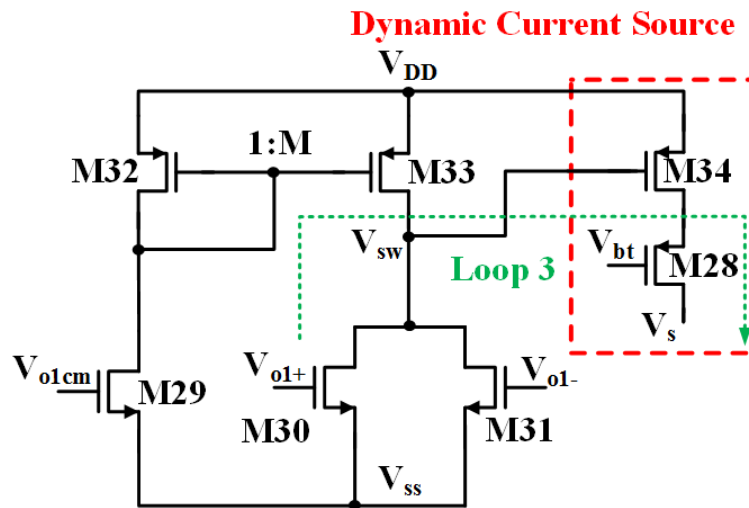 Dynamic Current Source
VDD
M32
1:M
M33
M34
Vsw
Loop 3
Vbt
M28
Vs
Vo1cm
M29
Vo1+
M30
Vo1-
M31
Vss